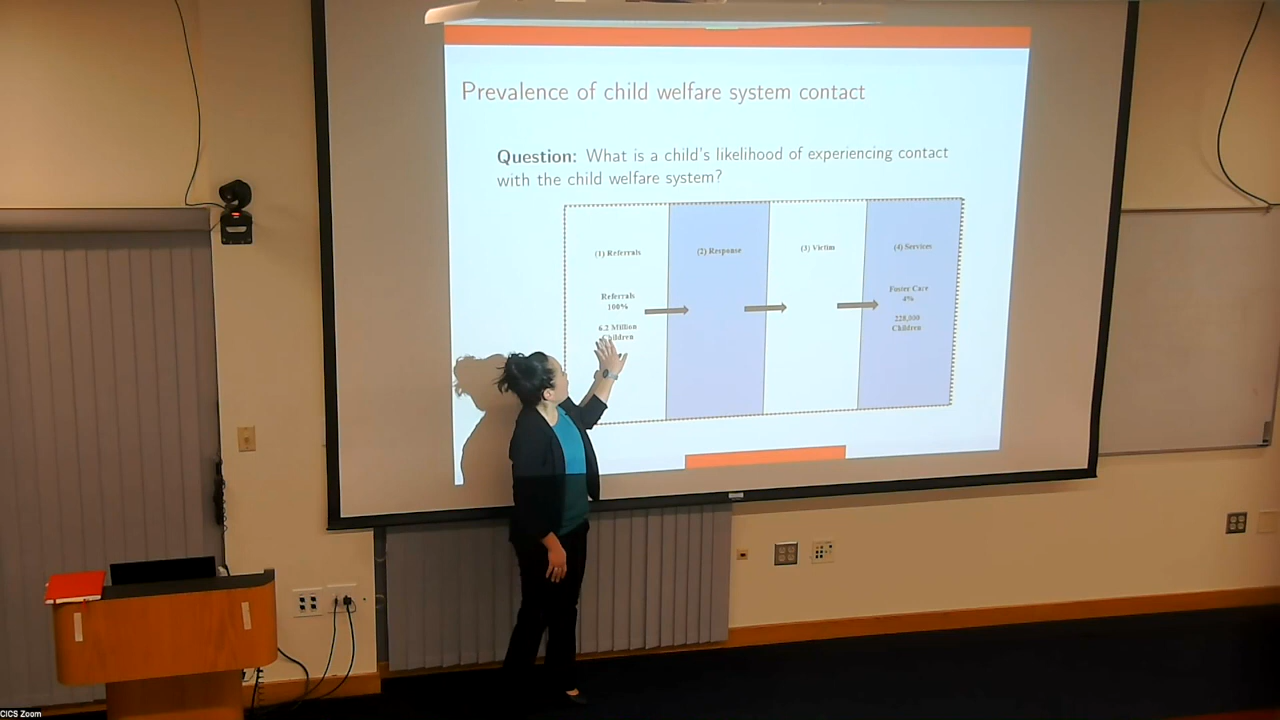 Prevalence of child welfare system contact
Question: What is a child's likelihood of experiencing contact
with the child welfare system?
(1) Referrals
(2) Response
(3) Victim
(4) Services
Referrals
100%
6.2 Million
Children
Foster Care
4%
228,000
Children
CICS Zoom